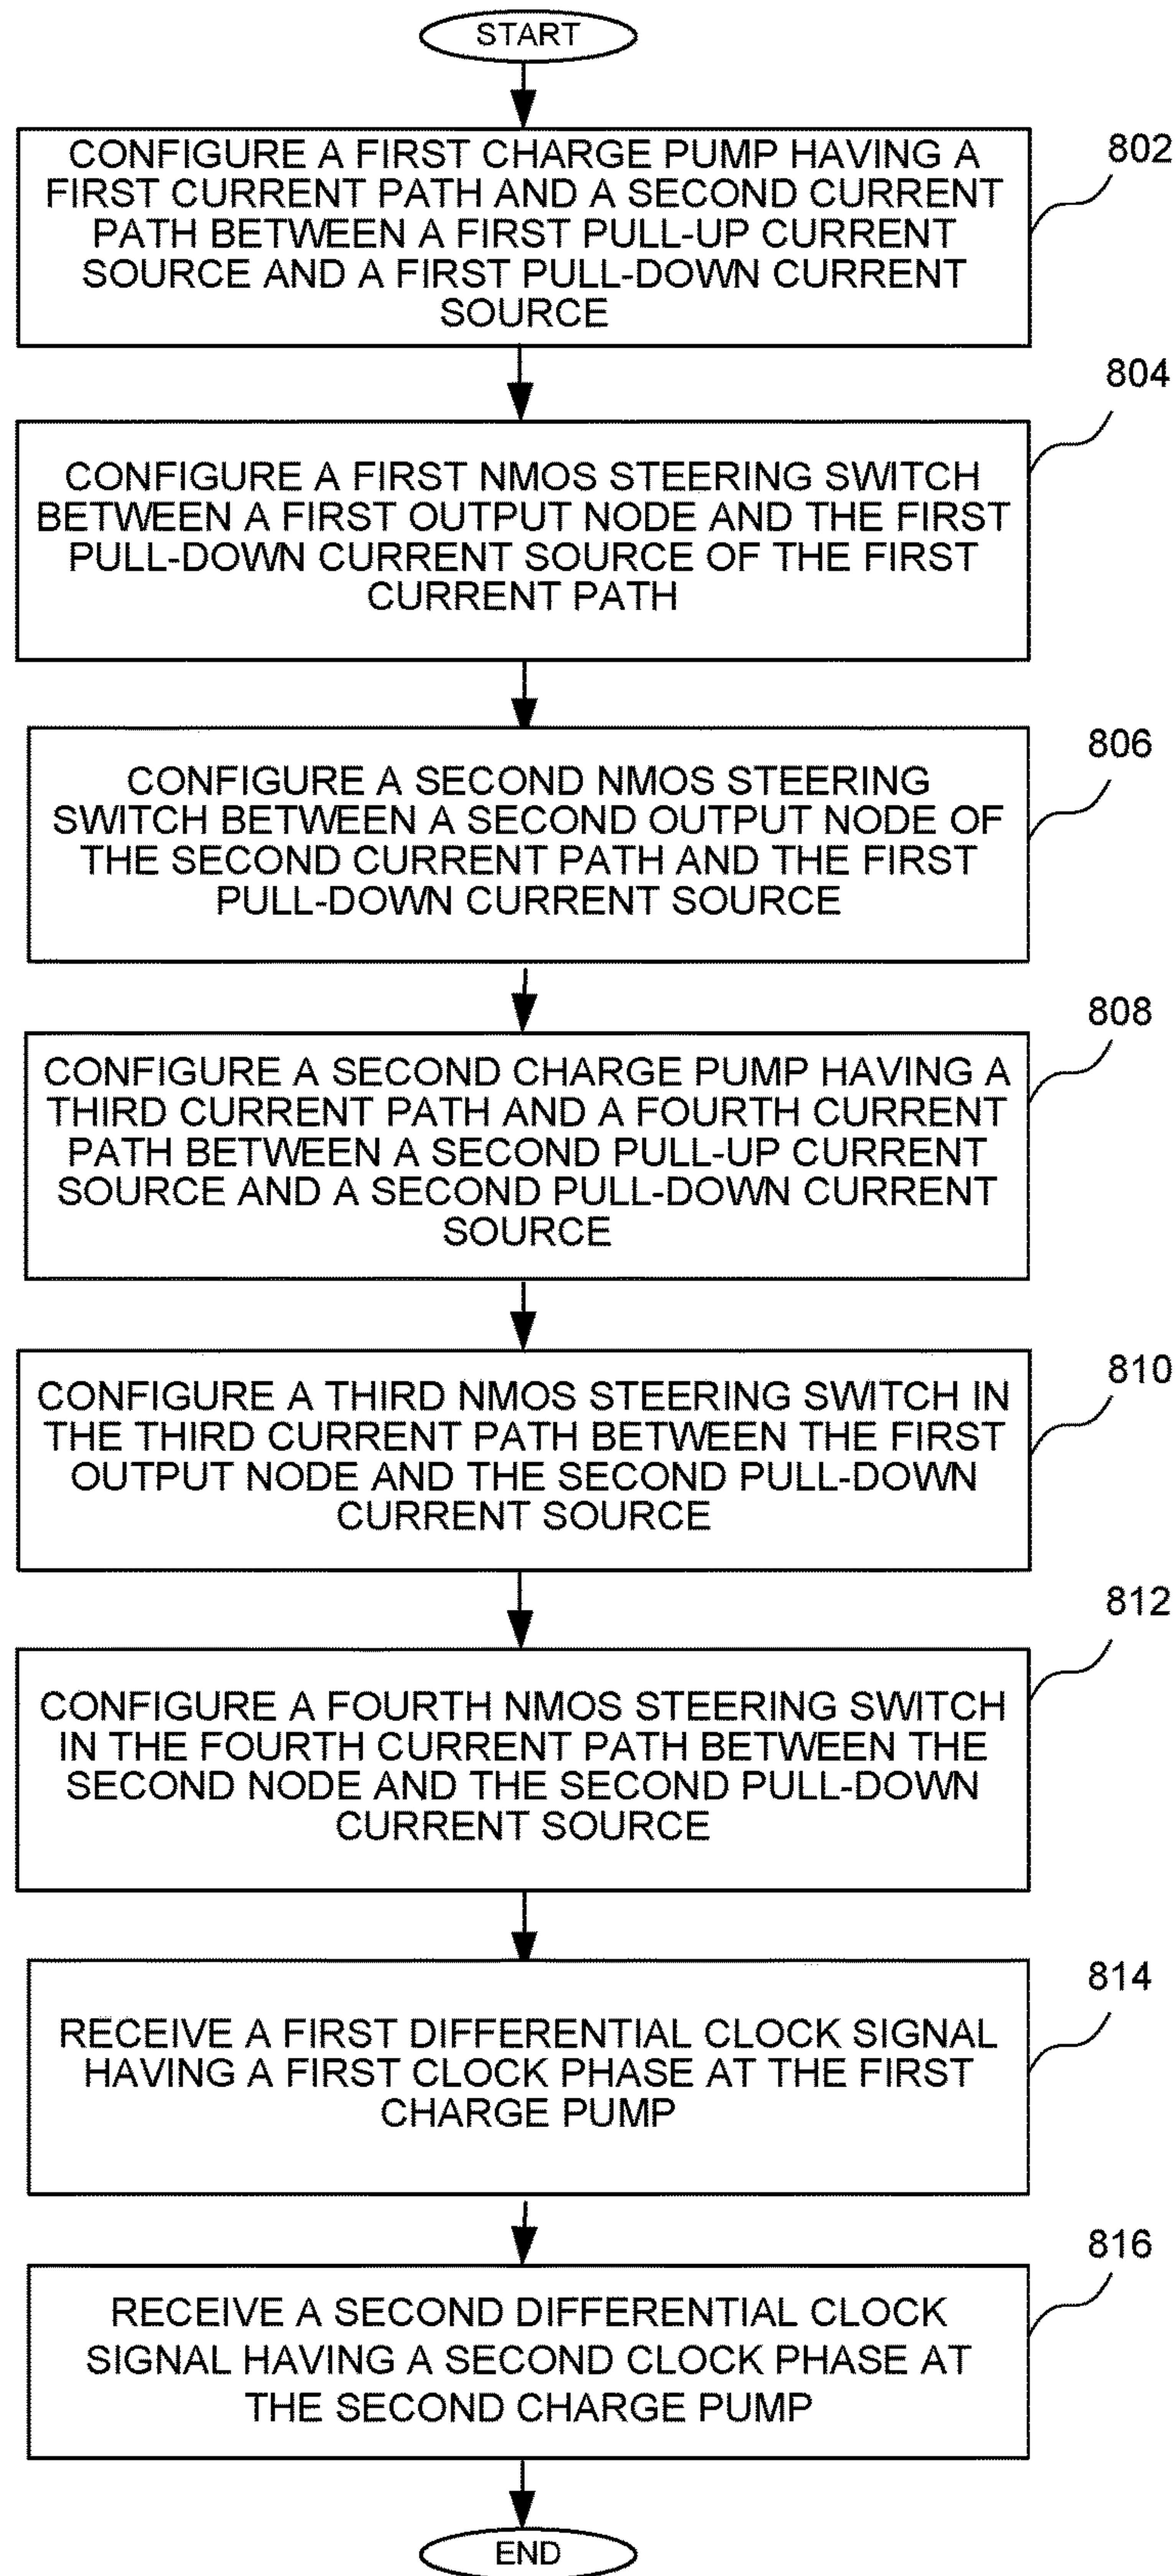 START
CONFIGURE A FIRST CHARGE PUMP HAVING A
FIRST CURRENT PATH AND A SECOND CURRENT
PATH BETWEEN A FIRST PULL-UP CURRENT
SOURCE AND A FIRST PULL-DOWN CURRENT
SOURCE
802
CONFIGURE A FIRST NMOS STEERING SWITCH
BETWEEN A FIRST OUTPUT NODE AND THE FIRST
PULL-DOWN CURRENT SOURCE OF THE FIRST
CURRENT PATH
804
CONFIGURE A SECOND NMOS STEERING
SWITCH BETWEEN A SECOND OUTPUT NODE OF
THE SECOND CURRENT PATH AND THE FIRST
PULL-DOWN CURRENT SOURCE
806
CONFIGURE A SECOND CHARGE PUMP HAVING A
THIRD CURRENT PATH AND A FOURTH CURRENT
PATH BETWEEN A SECOND PULL-UP CURRENT
SOURCE AND A SECOND PULL-DOWN CURRENT
SOURCE
808
CONFIGURE A THIRD NMOS STEERING SWITCH IN
THE THIRD CURRENT PATH BETWEEN THE FIRST
OUTPUT NODE AND THE SECOND PULL-DOWN
CURRENT SOURCE
810
CONFIGURE A FOURTH NMOS STEERING SWITCH
IN THE FOURTH CURRENT PATH BETWEEN THE
SECOND NODE AND THE SECOND PULL-DOWN
CURRENT SOURCE
812
RECEIVE A FIRST DIFFERENTIAL CLOCK SIGNAL
HAVING A FIRST CLOCK PHASE AT THE FIRST
CHARGE PUMP
814
RECEIVE A SECOND DIFFERENTIAL CLOCK
SIGNAL HAVING A SECOND CLOCK PHASE AT
THE SECOND CHARGE PUMP
816
END